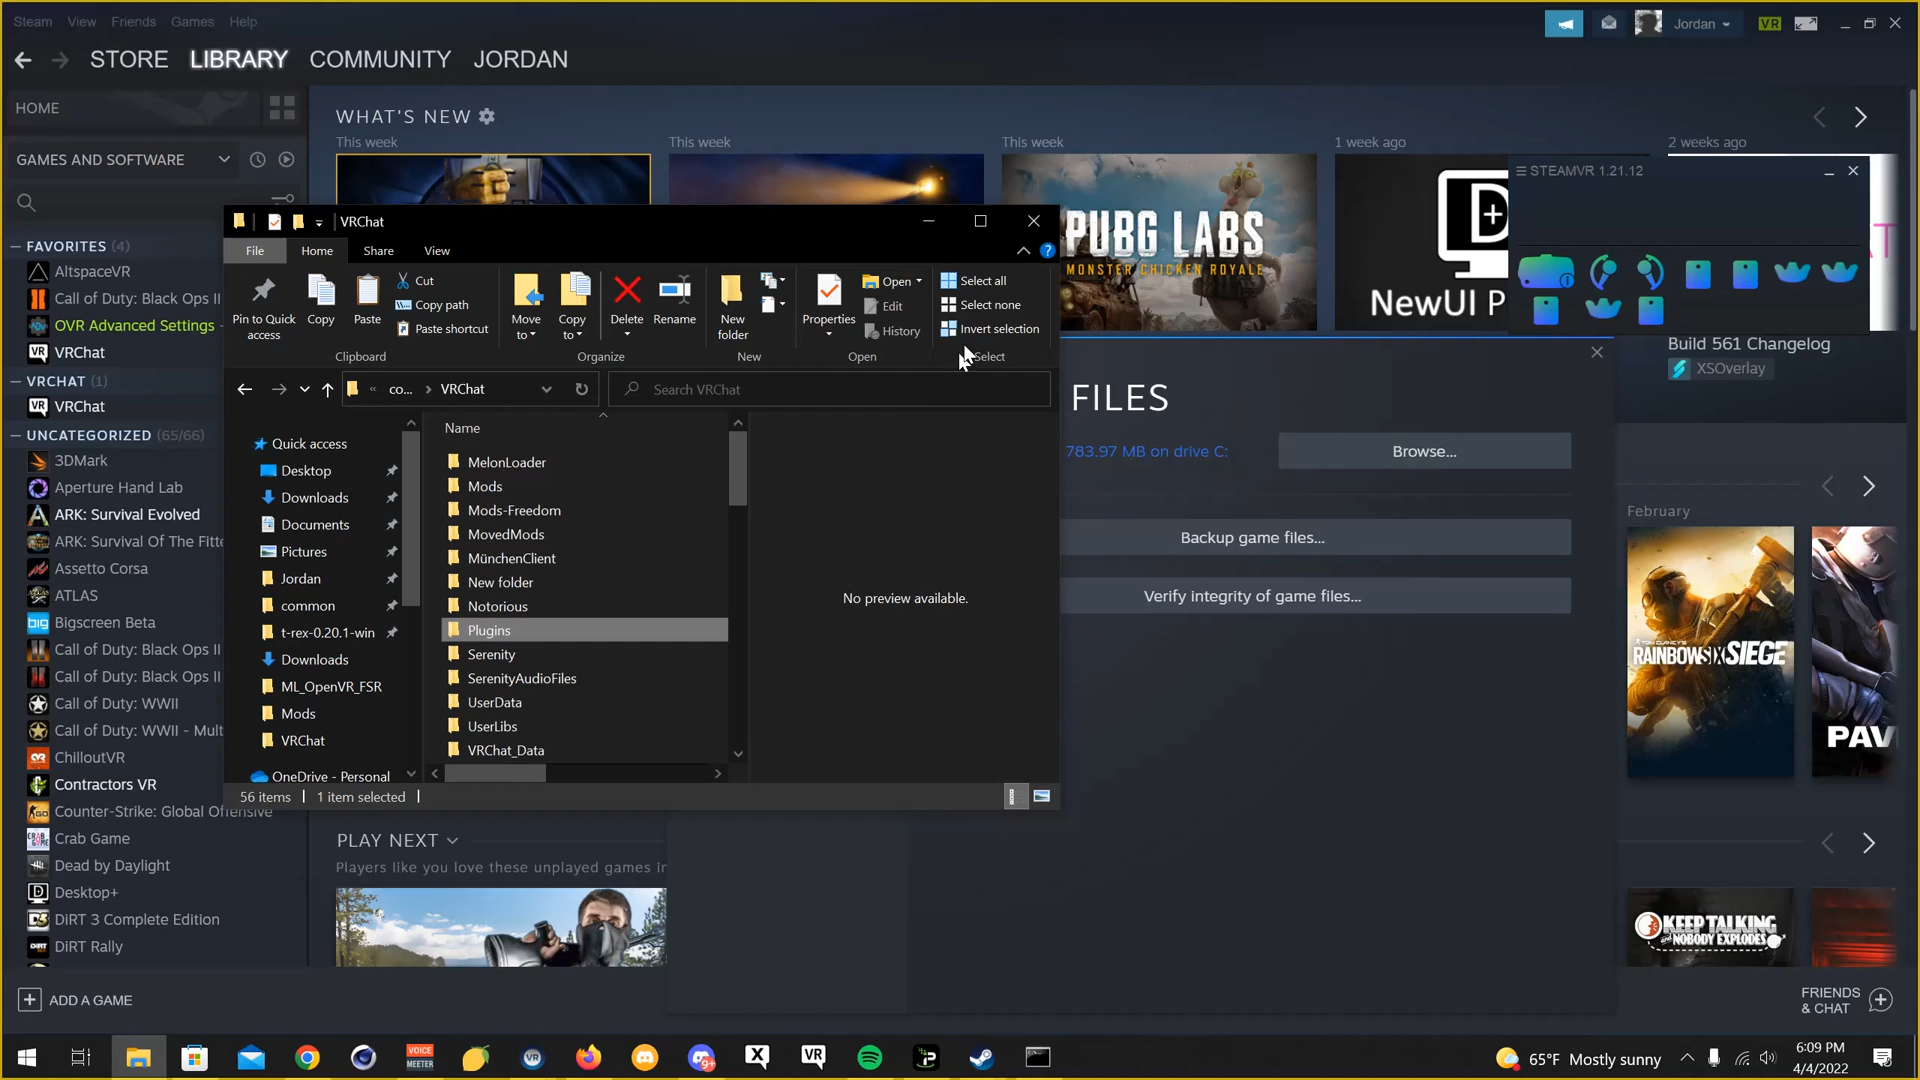 Steam View Friends Games Help
Jordan
VR
STORE LIBRARY COMMUNITY JORDAN
HOME
GAMES AND SOFTWARE
FAVORITES (4)
AltspaceVR
Call of Duty: Black Ops II
OVR Advanced Settings -
VRChat
VRCHAT (1)
VRChat
UNCATEGORIZED (65/66)
3DMark
Aperture Hand Lab
ARK: Survival Evolved
ARK: Survival Of The Fitte
Assetto Corsa
ATLAS
Bigscreen Beta
Call of Duty: Black Ops II
Call of Duty: Black Ops II
Call of Duty: WWII
Call of Duty: WWII - Mult
ChilloutVR
Contractors VR
Counter-Strike: Global Offensive
Crab Game
Dead by Daylight
Desktop+
DiRT 3 Complete Edition
DiRT Rally
ADD A GAME
WHAT'S NEW
This week
This week
This week
1 week ago
2 weeks ago
PUBG LABS
MONSTER CHICKEN ROYALE
NewUI P
STEAMVR 1.21.12
Build 561 Changelog
XSOverlay
VRChat
File Home Share View
Pin to Quick access
Copy
Paste
Cut
Copy path
Paste shortcut
Clipboard
Move to
Copy to
Delete
Rename
Organize
New folder
New
Properties
Open
Edit
History
Open
Select all
Select none
Invert selection
Select
« co... > VRChat
Search VRChat
Quick access
Desktop
Downloads
Documents
Pictures
Jordan
common
t-rex-0.20.1-win
Downloads
ML_OpenVR_FSR
Mods
VRChat
OneDrive - Personal
Name
MelonLoader
Mods
Mods-Freedom
MovedMods
MünchenClient
New folder
Notorious
Plugins
Serenity
SerenityAudioFiles
UserData
UserLibs
VRChat_Data
No preview available.
56 items
1 item selected
FILES
783.97 MB on drive C:
Browse...
Backup game files...
Verify integrity of game files...
February
TOM CLANCY'S
RAINBOWSIX SIEGE
PAV
PLAY NEXT
Players like you love these unplayed games in
KEEP TALKING
AND NOBODY EXPLODES
FRIENDS
& CHAT
VOICE
MEETER
VR
9+
X
VR
65°F Mostly sunny
6:09 PM
4/4/2022